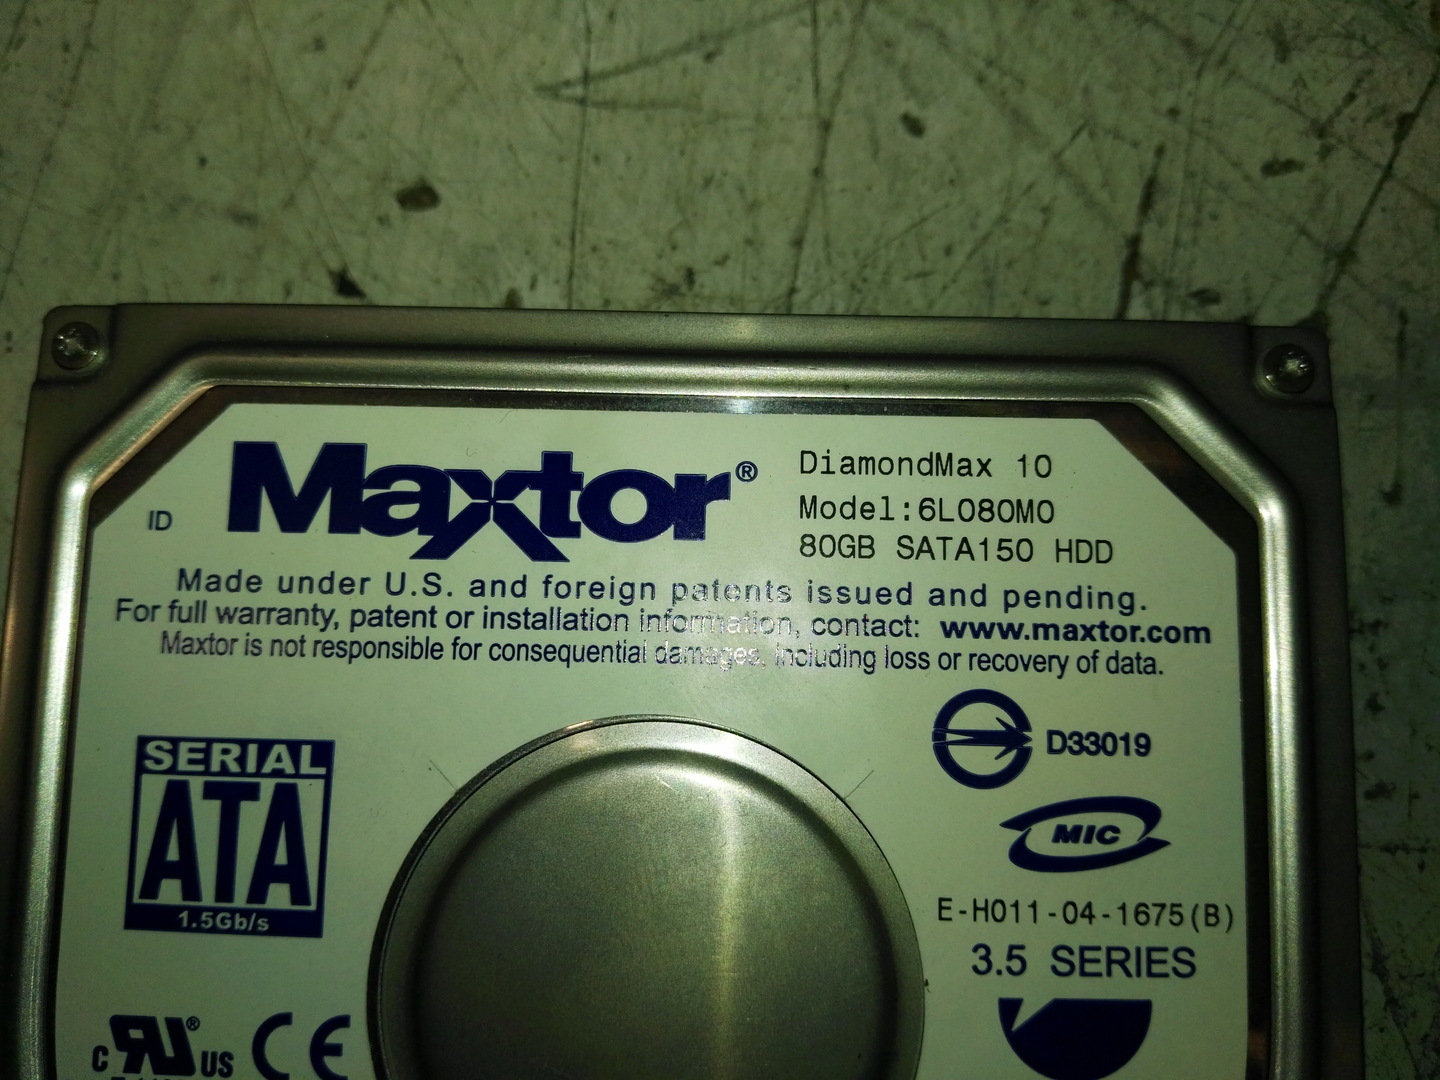 Maxtor®
DiamondMax 10
Model:6L080M0
80GB SATA150 HDD
ID
Made under U.S. and foreign patents issued and pending.
For full warranty, patent or installation information, contact: www.maxtor.com
Maxtor is not responsible for consequential damages, including loss or recovery of data.
SERIAL
ATA
1.5Gb/s
D33019
MIC
E-H011-04-1675(B)
3.5 SERIES
c RU® US CE